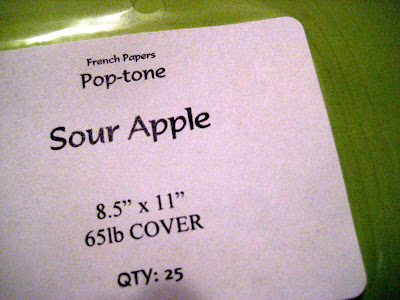 French Papers
Pop-tone
Sour Apple
8.5” x 11”
65lb COVER
QTY: 25